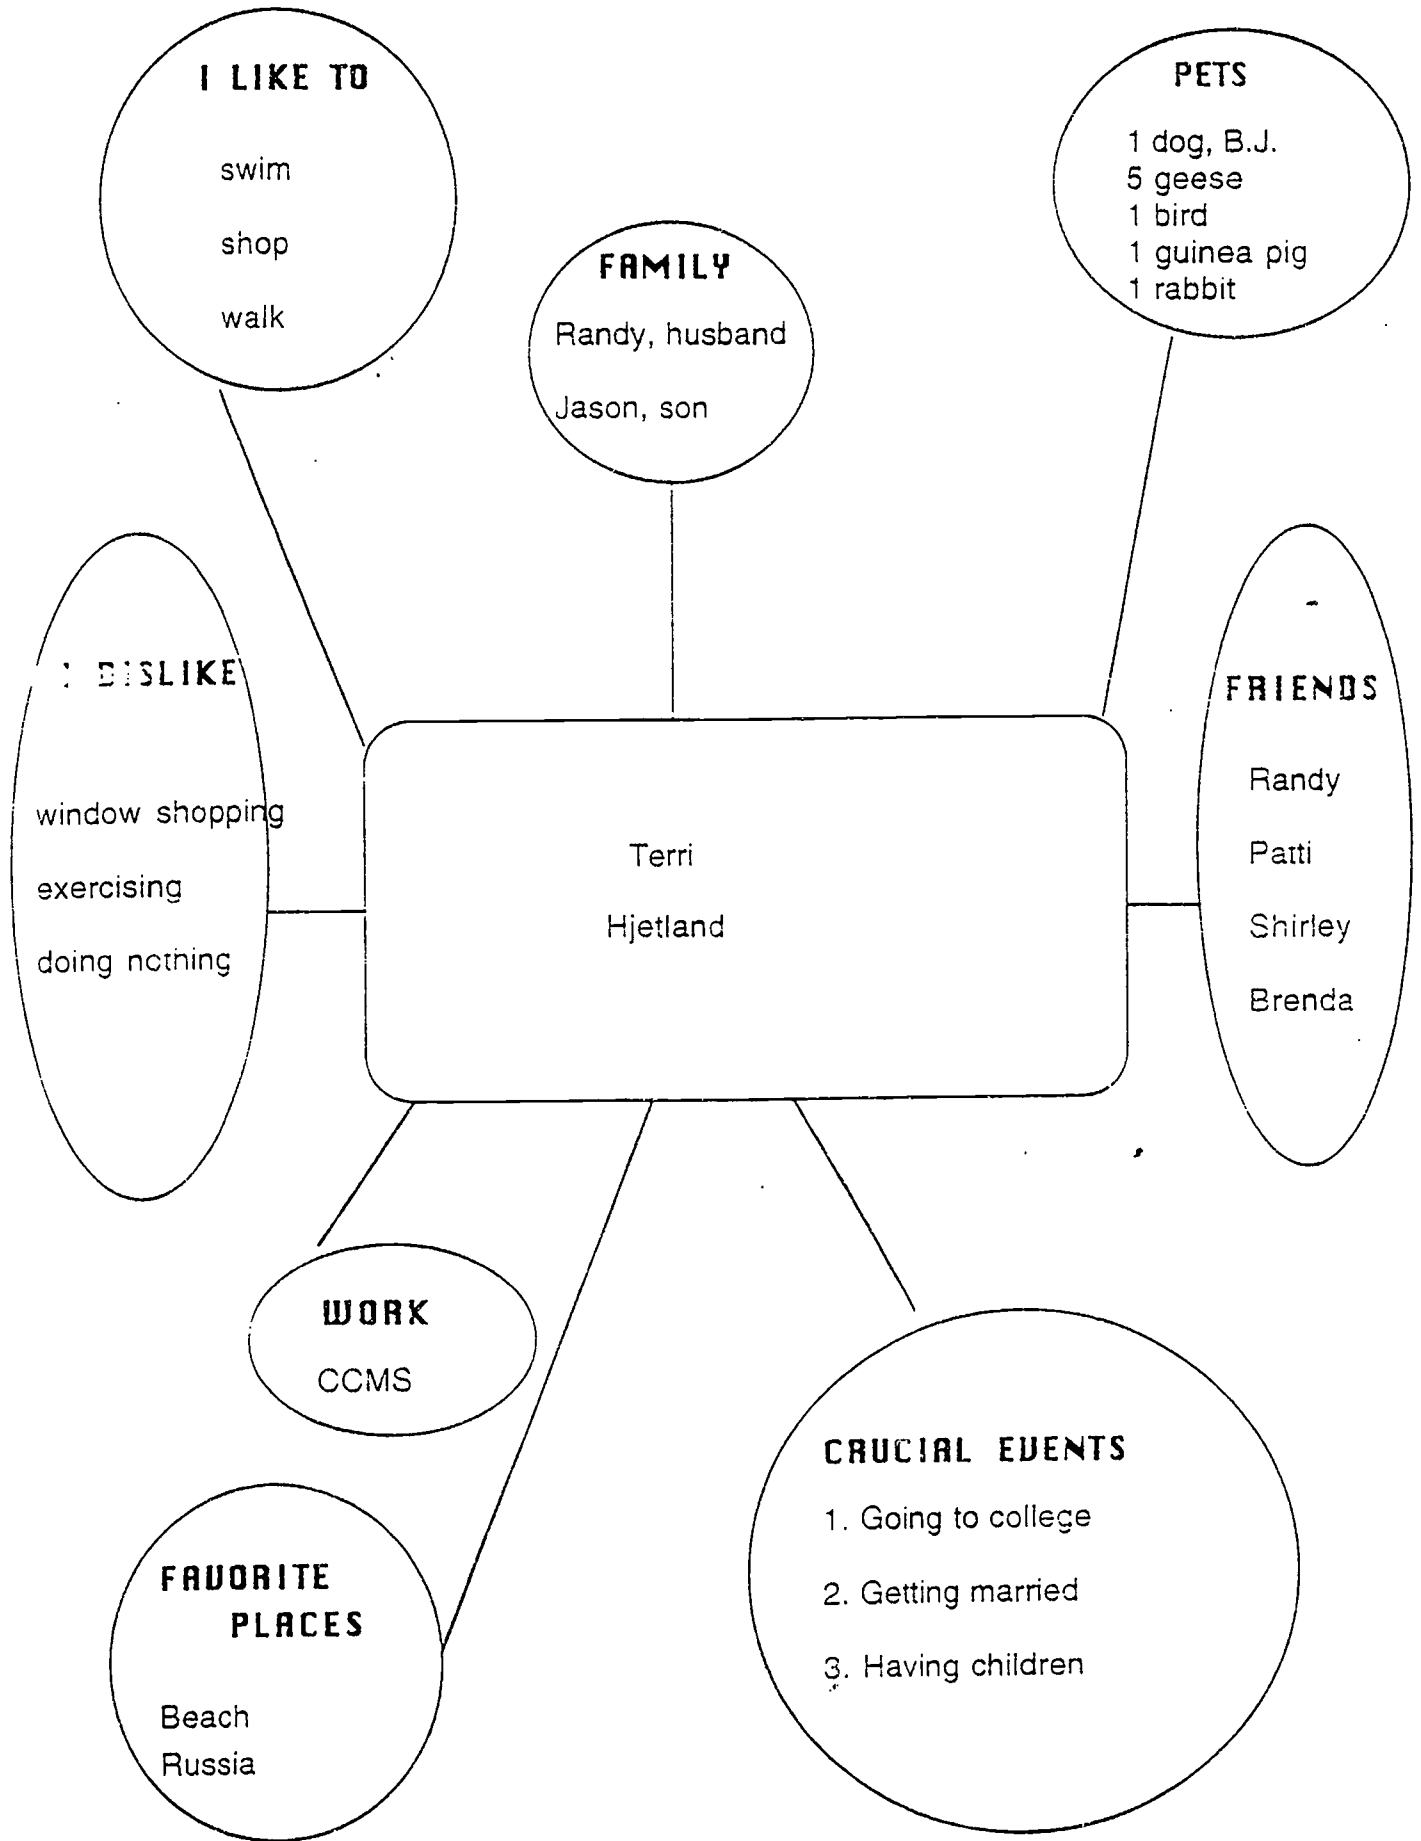 I LIKE TO
swim
shop
walk
FAMILY
Randy, husband
Jason, son
PETS
1 dog, B.J.
5 geese
1 bird
1 guinea pig
1 rabbit
I DISLIKE
window shopping
exercising
doing nothing
Terri
Hjetland
FRIENDS
Randy
Patti
Shirley
Brenda
WORK
CCMS
FAVORITE
PLACES
Beach
Russia
CRUCIAL EVENTS
1. Going to college
2. Getting married
3. Having children